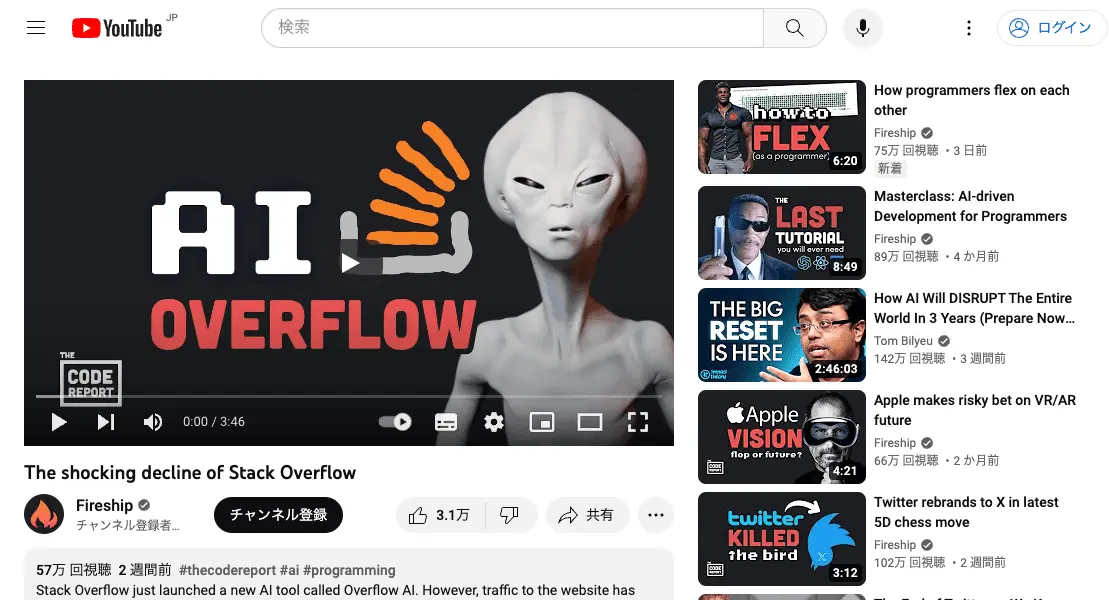 YouTube JP
検索
ログイン
AI
OVERFLOW
THE
CODE
REPORT
0:00 / 3:46
The shocking decline of Stack Overflow
Fireship
チャンネル登録者…
チャンネル登録
3.1万
共有
57万 回視聴 2 週間前 #thecodereport #ai #programming
Stack Overflow just launched a new AI tool called Overflow AI. However, traffic to the website has
how to
FLEX
(as a programmer)
6:20
How programmers flex on each
other
Fireship
75万 回視聴 ・3 日前
新着
THE
LAST
TUTORIAL
you will ever need
8:49
Masterclass: AI-driven
Development for Programmers
Fireship
89万 回視聴 ・4 か月前
THE BIG
RESET
IS HERE
impact theory
2:46:03
How AI Will DISRUPT The Entire
World In 3 Years (Prepare Now…
Tom Bilyeu
142万 回視聴 ・3 週間前
Apple
VISION
flop or future?
THE
CODE
REPORT
4:21
Apple makes risky bet on VR/AR
future
Fireship
66万 回視聴 ・2 か月前
twitter
KILLED
the bird
THE
CODE
REPORT
3:12
Twitter rebrands to X in latest
5D chess move
Fireship
102万 回視聴 ・2 週間前